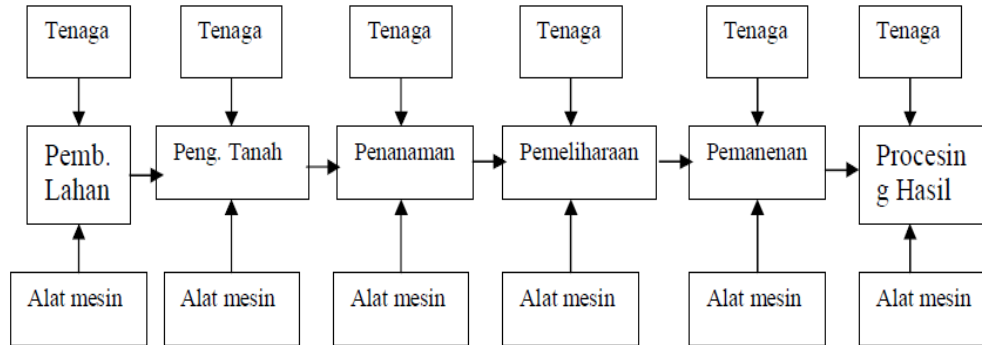 Tenaga
Tenaga
Tenaga
Tenaga
Tenaga
Tenaga
Pemb.
Lahan
Peng. Tanah
Penanaman
Pemeliharaan
Pemanenan
Procesin
g Hasil
Alat mesin
Alat mesin
Alat mesin
Alat mesin
Alat mesin
Alat mesin